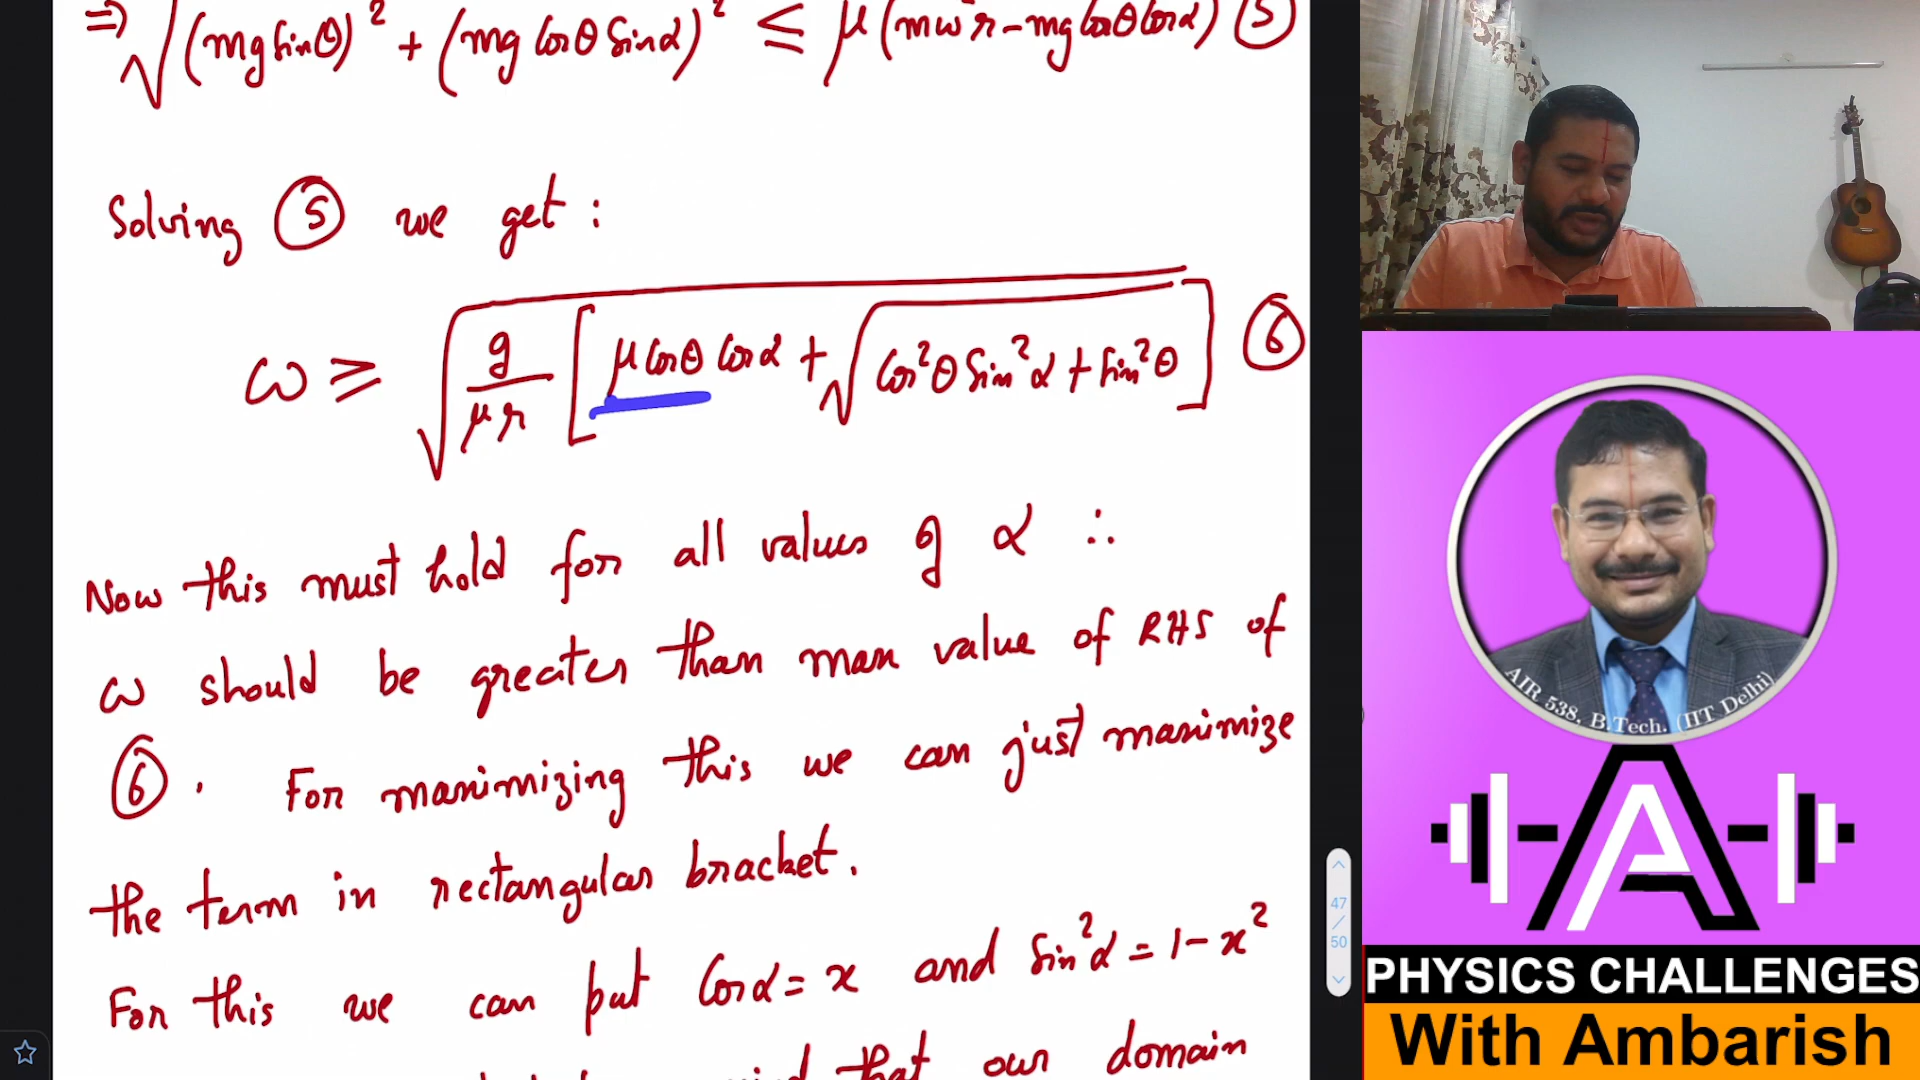 ⇒ √(mg sinθ)² + (mg cosθ sinα)² ≤ μ(mω²r − mg cosθ cosα) ⑤
Solving ⑤ we get :
ω ≥ √ g/μr [ μ cosθ cosα + √ cos²θ sin²α + sin²θ ] ⑥
Now this must hold for all values of α ∴
ω should be greater than max value of RHS of
⑥ . For maximizing this we can just maximize
the term in rectangular bracket.
For this we can put cosα = x and sin²α = 1 − x²
that our domain
47
/
50
AIR 538, B.Tech. (IIT Delhi)
A
PHYSICS CHALLENGES
With Ambarish